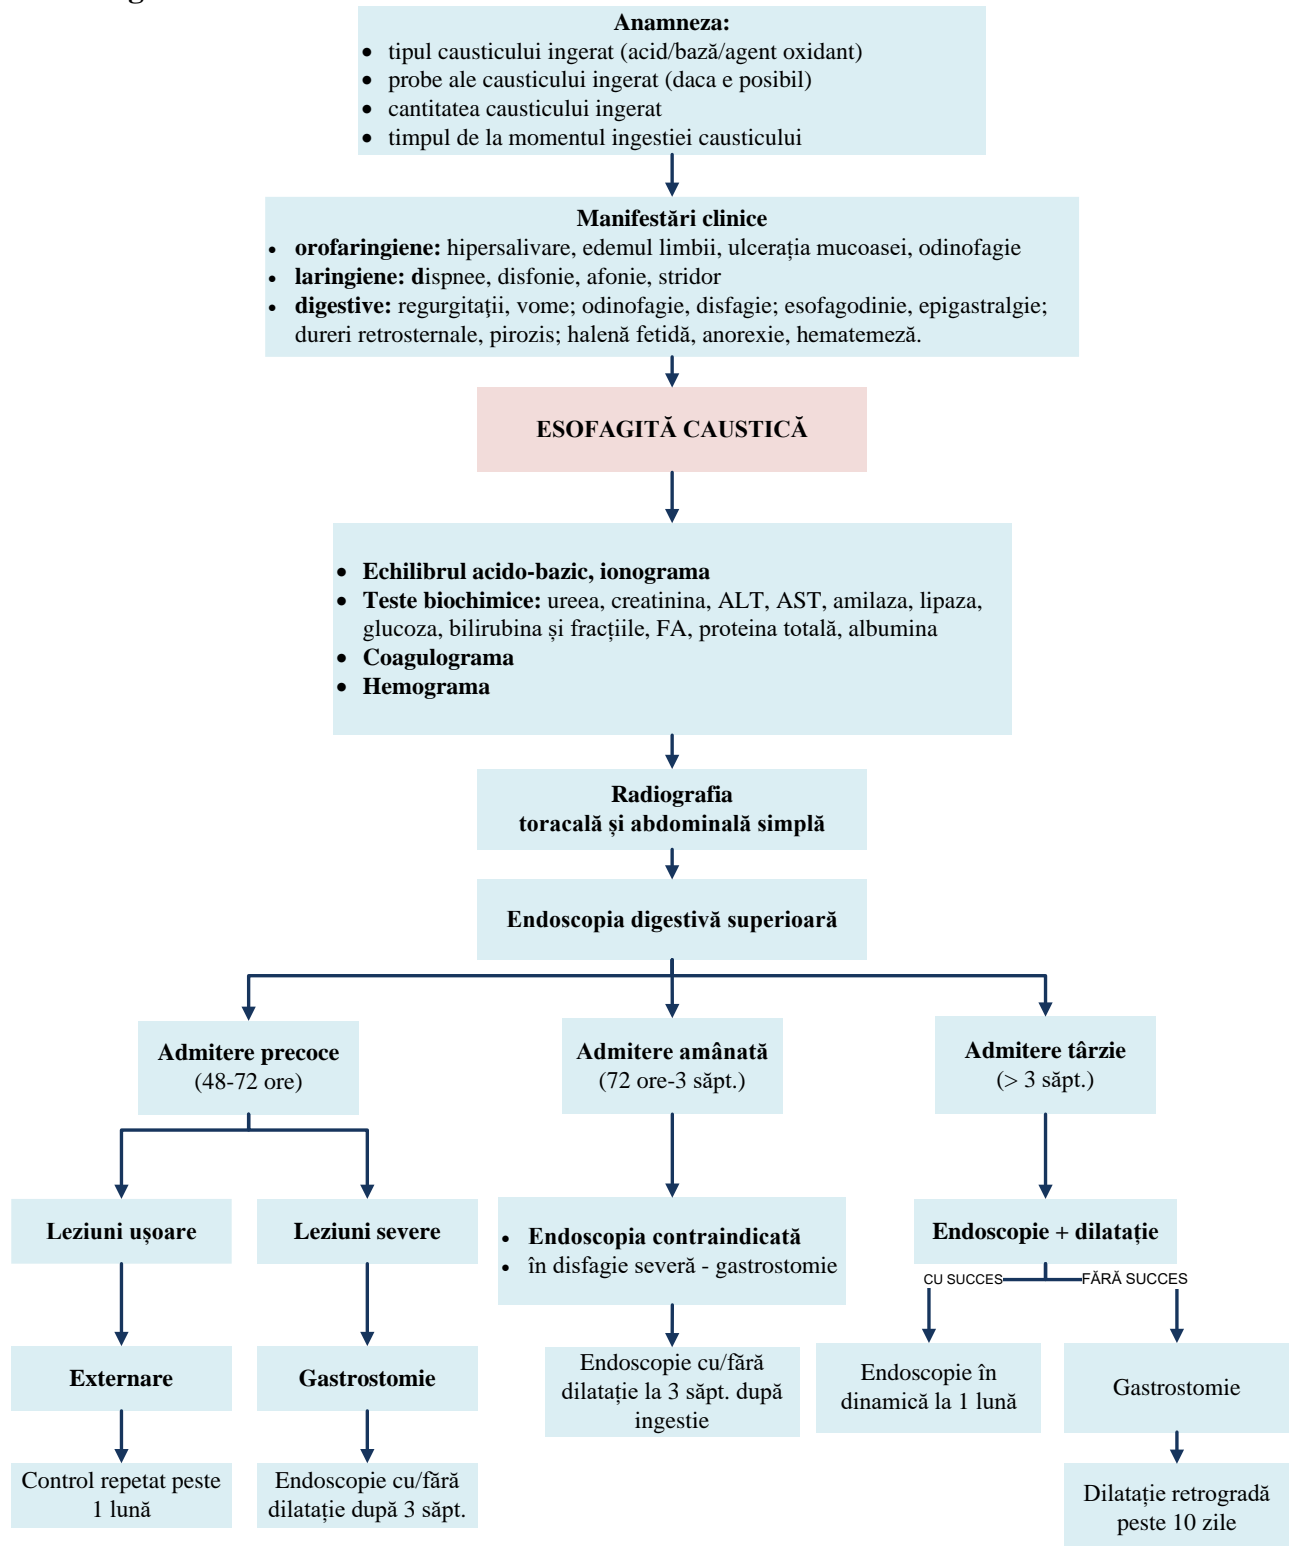 Anamneza:
• tipul causticului ingerat (acid/bază/agent oxidant)
• probe ale causticului ingerat (daca e posibil)
• cantitatea causticului ingerat
• timpul de la momentul ingestiei causticului
Manifestări clinice
• orofaringiene: hipersalivare, edemul limbii, ulcerația mucoasei, odinofagie
• laringiene: dispnee, disfonie, afonie, stridor
• digestive: regurgitaţii, vome; odinofagie, disfagie; esofagodinie, epigastralgie;
dureri retrosternale, pirozis; halenă fetidă, anorexie, hematemeză.
ESOFAGITĂ CAUSTICĂ
• Echilibrul acido-bazic, ionograma
• Teste biochimice: ureea, creatinina, ALT, AST, amilaza, lipaza,
glucoza, bilirubina și fracțiile, FA, proteina totală, albumina
• Coagulograma
• Hemograma
Radiografia
toracală și abdominală simplă
Endoscopia digestivă superioară
Admitere precoce
(48-72 ore)
Admitere amânată
(72 ore-3 săpt.)
Admitere târzie
(> 3 săpt.)
Leziuni ușoare
Leziuni severe
• Endoscopia contraindicată
• în disfagie severă - gastrostomie
Endoscopie + dilatație
CU SUCCES
FĂRĂ SUCCES
Externare
Gastrostomie
Endoscopie cu/fără
dilatație la 3 săpt. după
ingestie
Endoscopie în
dinamică la 1 lună
Gastrostomie
Control repetat peste
1 lună
Endoscopie cu/fără
dilatație după 3 săpt.
Dilatație retrogradă
peste 10 zile